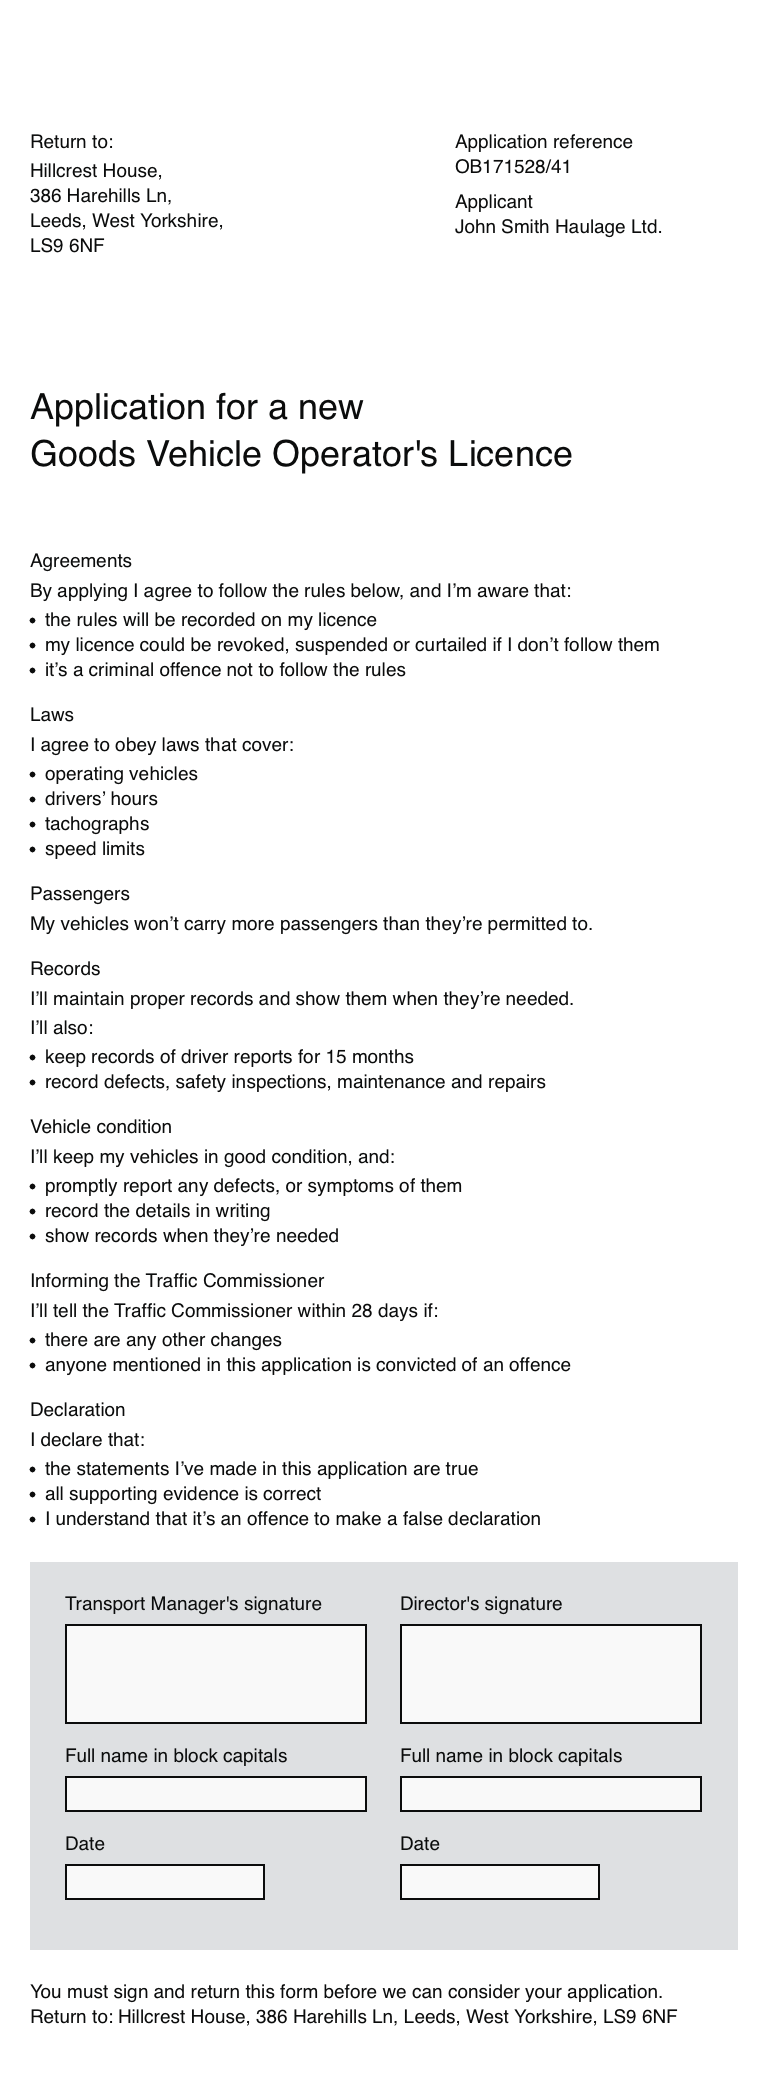 Return to:
Hillcrest House,
386 Harehills Ln,
Leeds, West Yorkshire,
LS9 6NF
Application reference
OB171528/41
Applicant
John Smith Haulage Ltd.
Application for a new
Goods Vehicle Operator's Licence
Agreements
By applying I agree to follow the rules below, and I’m aware that:
• the rules will be recorded on my licence
• my licence could be revoked, suspended or curtailed if I don’t follow them
• it’s a criminal offence not to follow the rules
Laws
I agree to obey laws that cover:
• operating vehicles
• drivers’ hours
• tachographs
• speed limits
Passengers
My vehicles won’t carry more passengers than they’re permitted to.
Records
I’ll maintain proper records and show them when they’re needed.
I’ll also:
• keep records of driver reports for 15 months
• record defects, safety inspections, maintenance and repairs
Vehicle condition
I’ll keep my vehicles in good condition, and:
• promptly report any defects, or symptoms of them
• record the details in writing
• show records when they’re needed
Informing the Traffic Commissioner
I’ll tell the Traffic Commissioner within 28 days if:
• there are any other changes
• anyone mentioned in this application is convicted of an offence
Declaration
I declare that:
• the statements I’ve made in this application are true
• all supporting evidence is correct
• I understand that it’s an offence to make a false declaration
Transport Manager's signature
Full name in block capitals
Date
Director's signature
Full name in block capitals
Date
You must sign and return this form before we can consider your application.
Return to: Hillcrest House, 386 Harehills Ln, Leeds, West Yorkshire, LS9 6NF